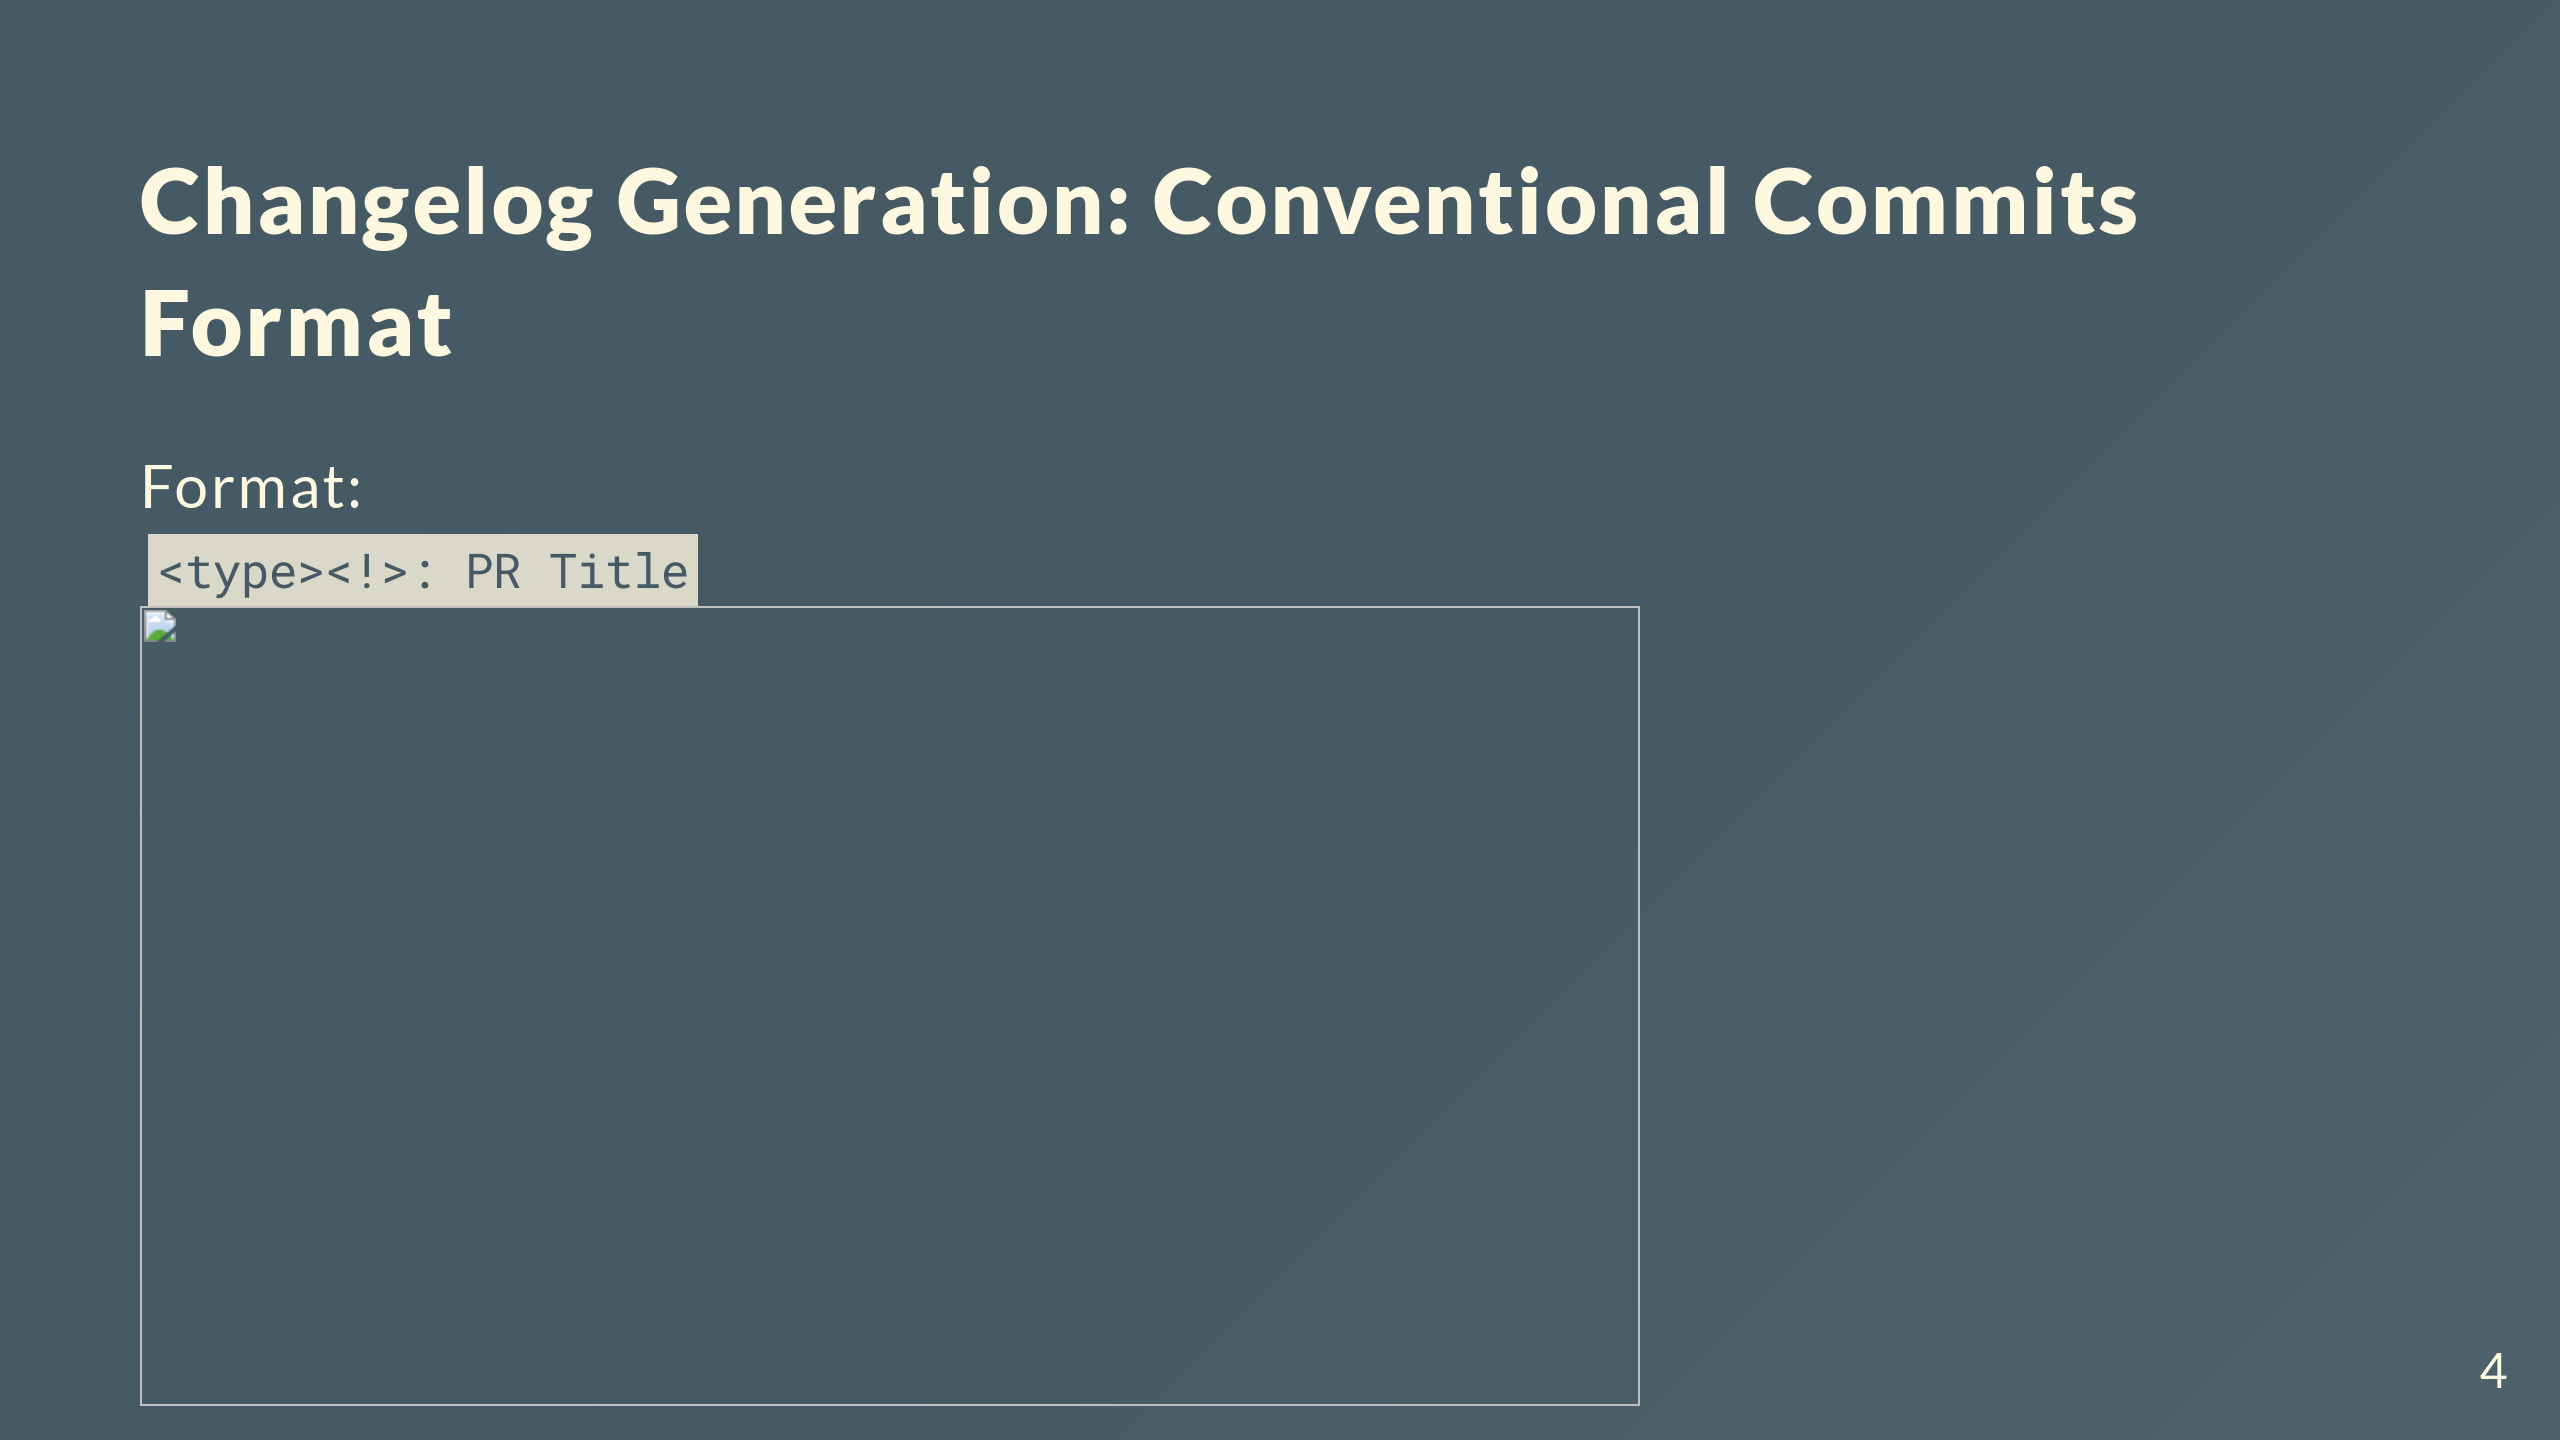 Changelog Generation: Conventional Commits
Format
Format:
<type><!>: PR Title
4